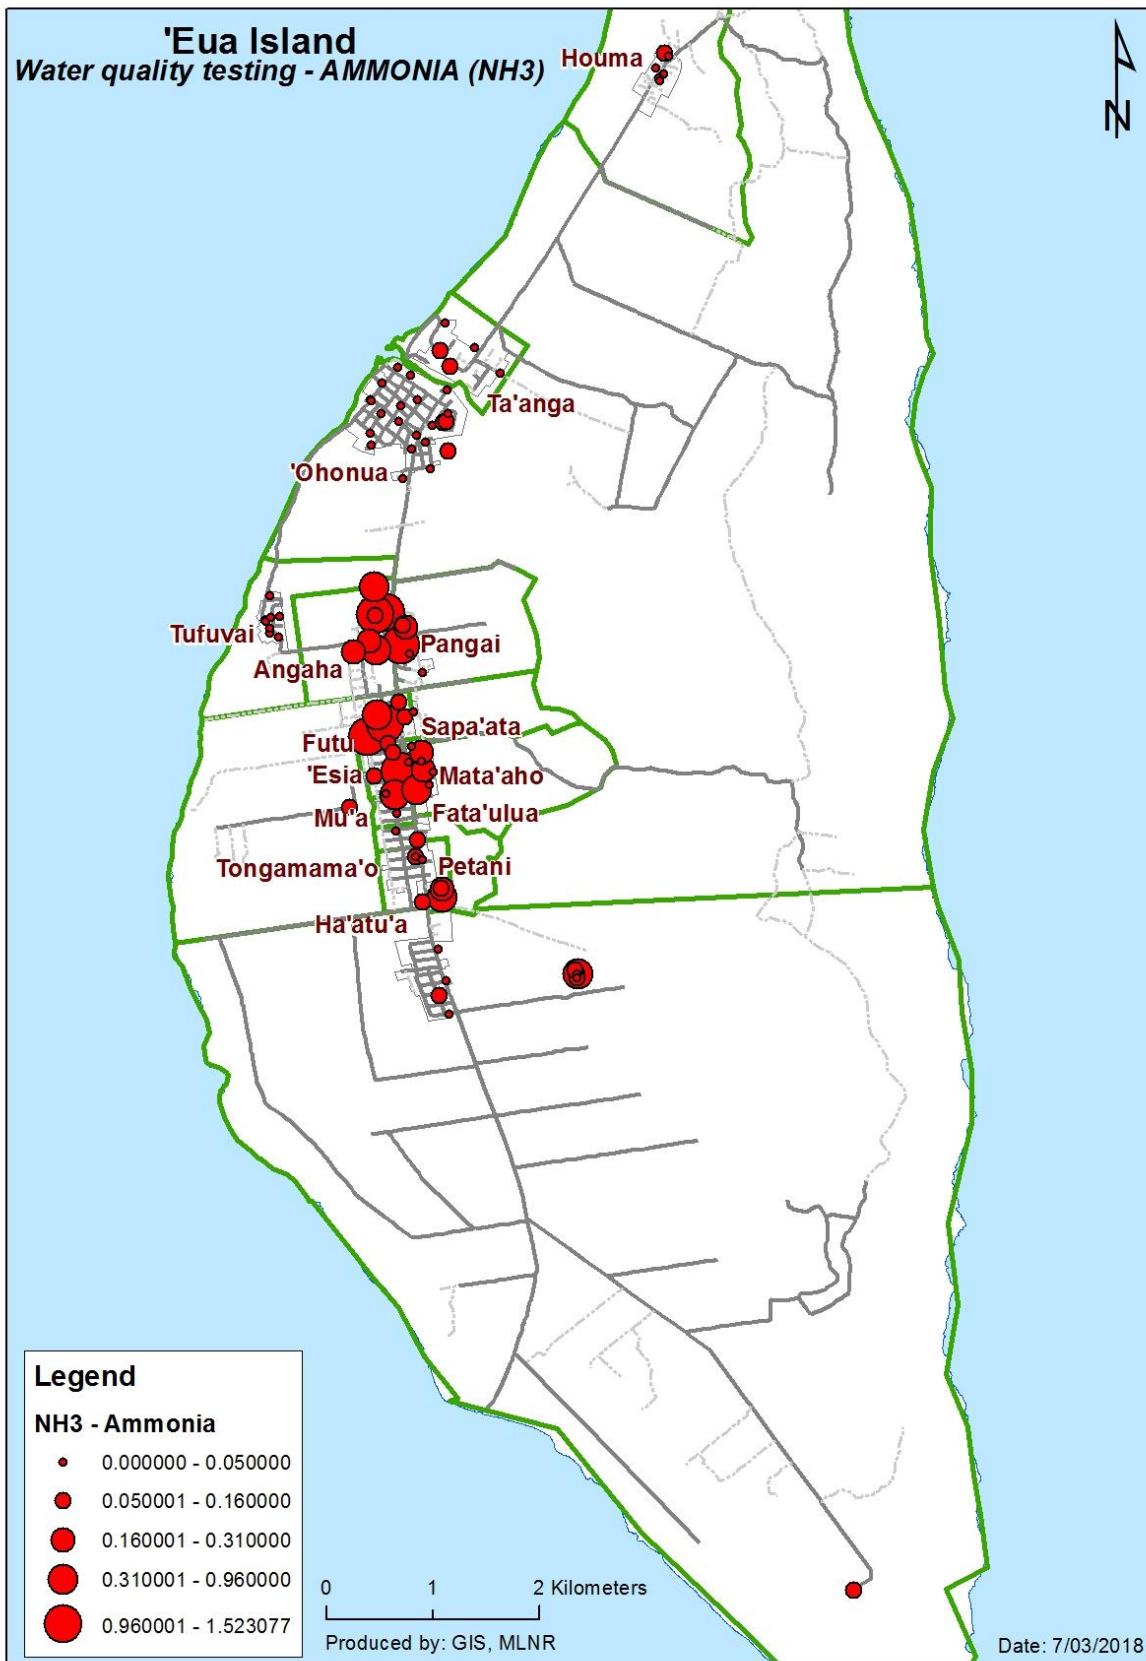 'Eua Island
Water quality testing - AMMONIA (NH3)
Houma
N
Ta'anga
'Ohonua
Tufuvai
Pangai
Angaha
Sapa'ata
Futu
'Esia
Mata'aho
Mu'a
Fata'ulua
Tongamama'o
Petani
Ha'atu'a
Legend
NH3 - Ammonia
0.000000 - 0.050000
0.050001 - 0.160000
0.160001 - 0.310000
0.310001 - 0.960000
0.960001 - 1.523077
0 1 2 Kilometers
Produced by: GIS, MLNR
Date: 7/03/2018